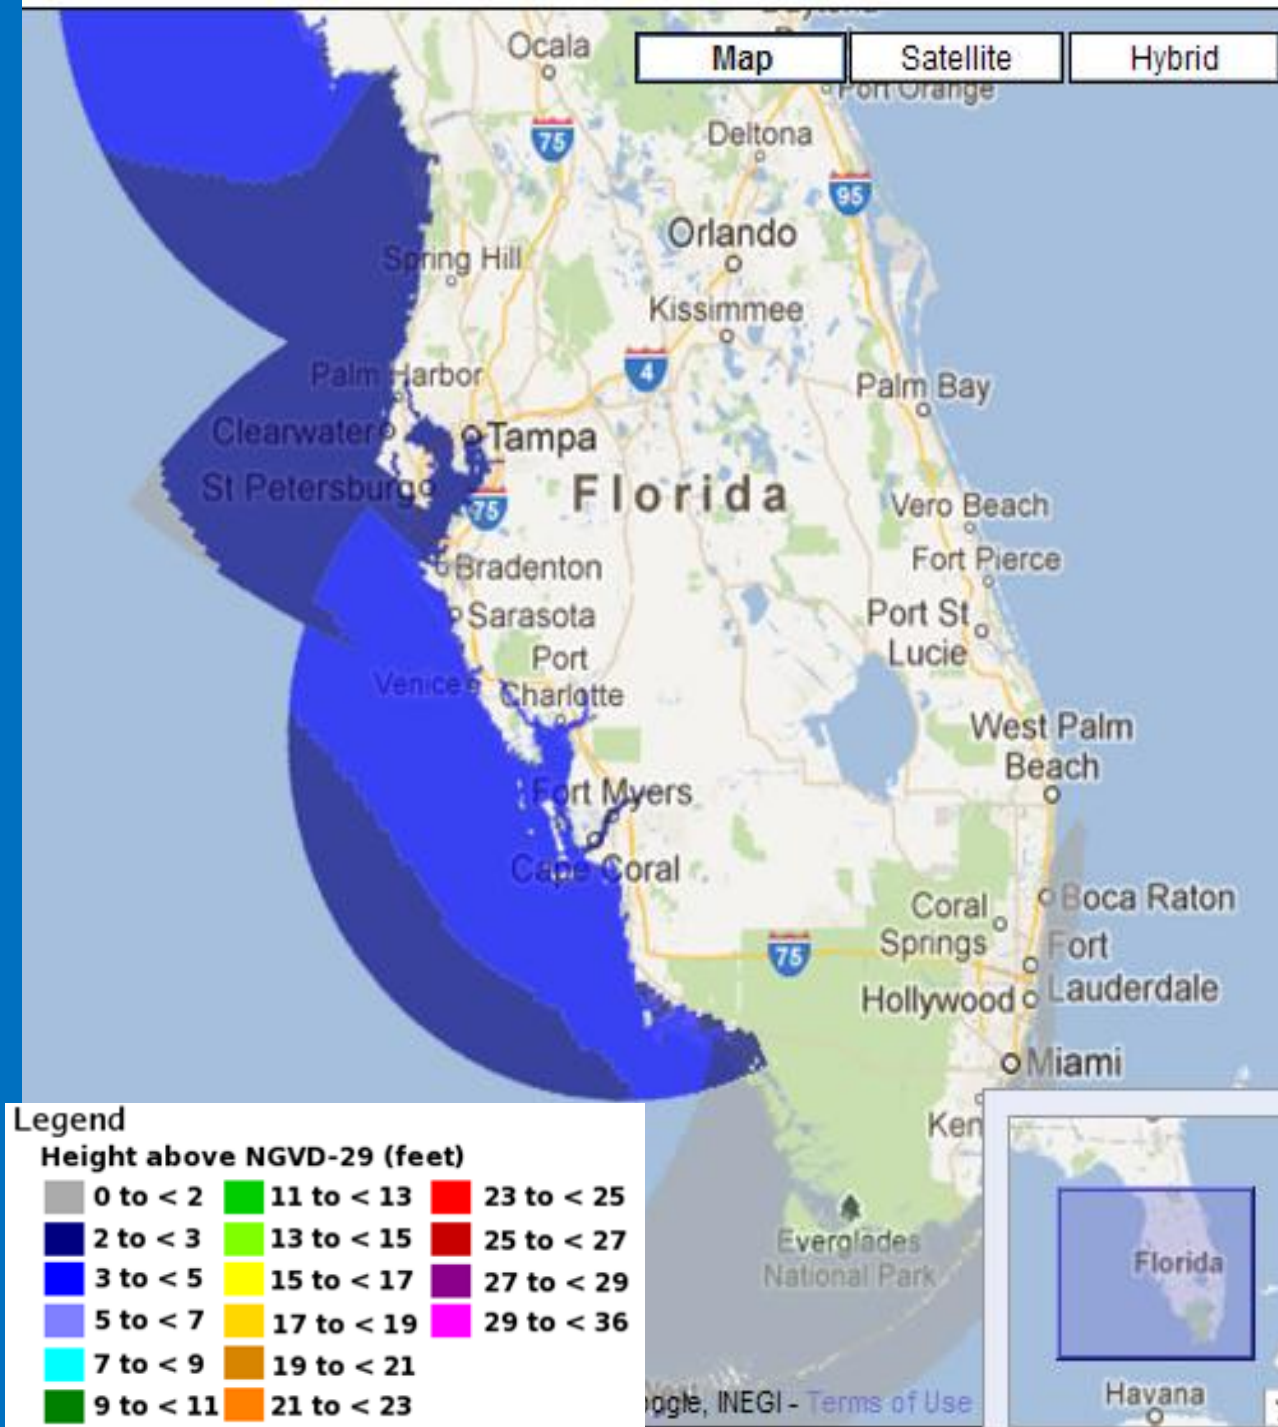 Ocala
Map
Satellite
Hybrid
Port Orange
75
Deltona
95
Orlando
Spring Hill
Kissimmee
4
Palm Harbor
Palm Bay
Clearwater
Tampa
St Petersburg
Florida
75
Vero Beach
Fort Pierce
Bradenton
Sarasota
Port St
Lucie
Port
Charlotte
Venice
West Palm
Beach
Fort Myers
Cape Coral
Boca Raton
Coral
Springs
75
Fort
Lauderdale
Hollywood
Miami
Ken
Everglades
National Park
Legend
Height above NGVD-29 (feet)
0 to < 2
2 to < 3
3 to < 5
5 to < 7
7 to < 9
9 to < 11
11 to < 13
13 to < 15
15 to < 17
17 to < 19
19 to < 21
21 to < 23
23 to < 25
25 to < 27
27 to < 29
29 to < 36
Florida
Havana
oogle, INEGI - Terms of Use